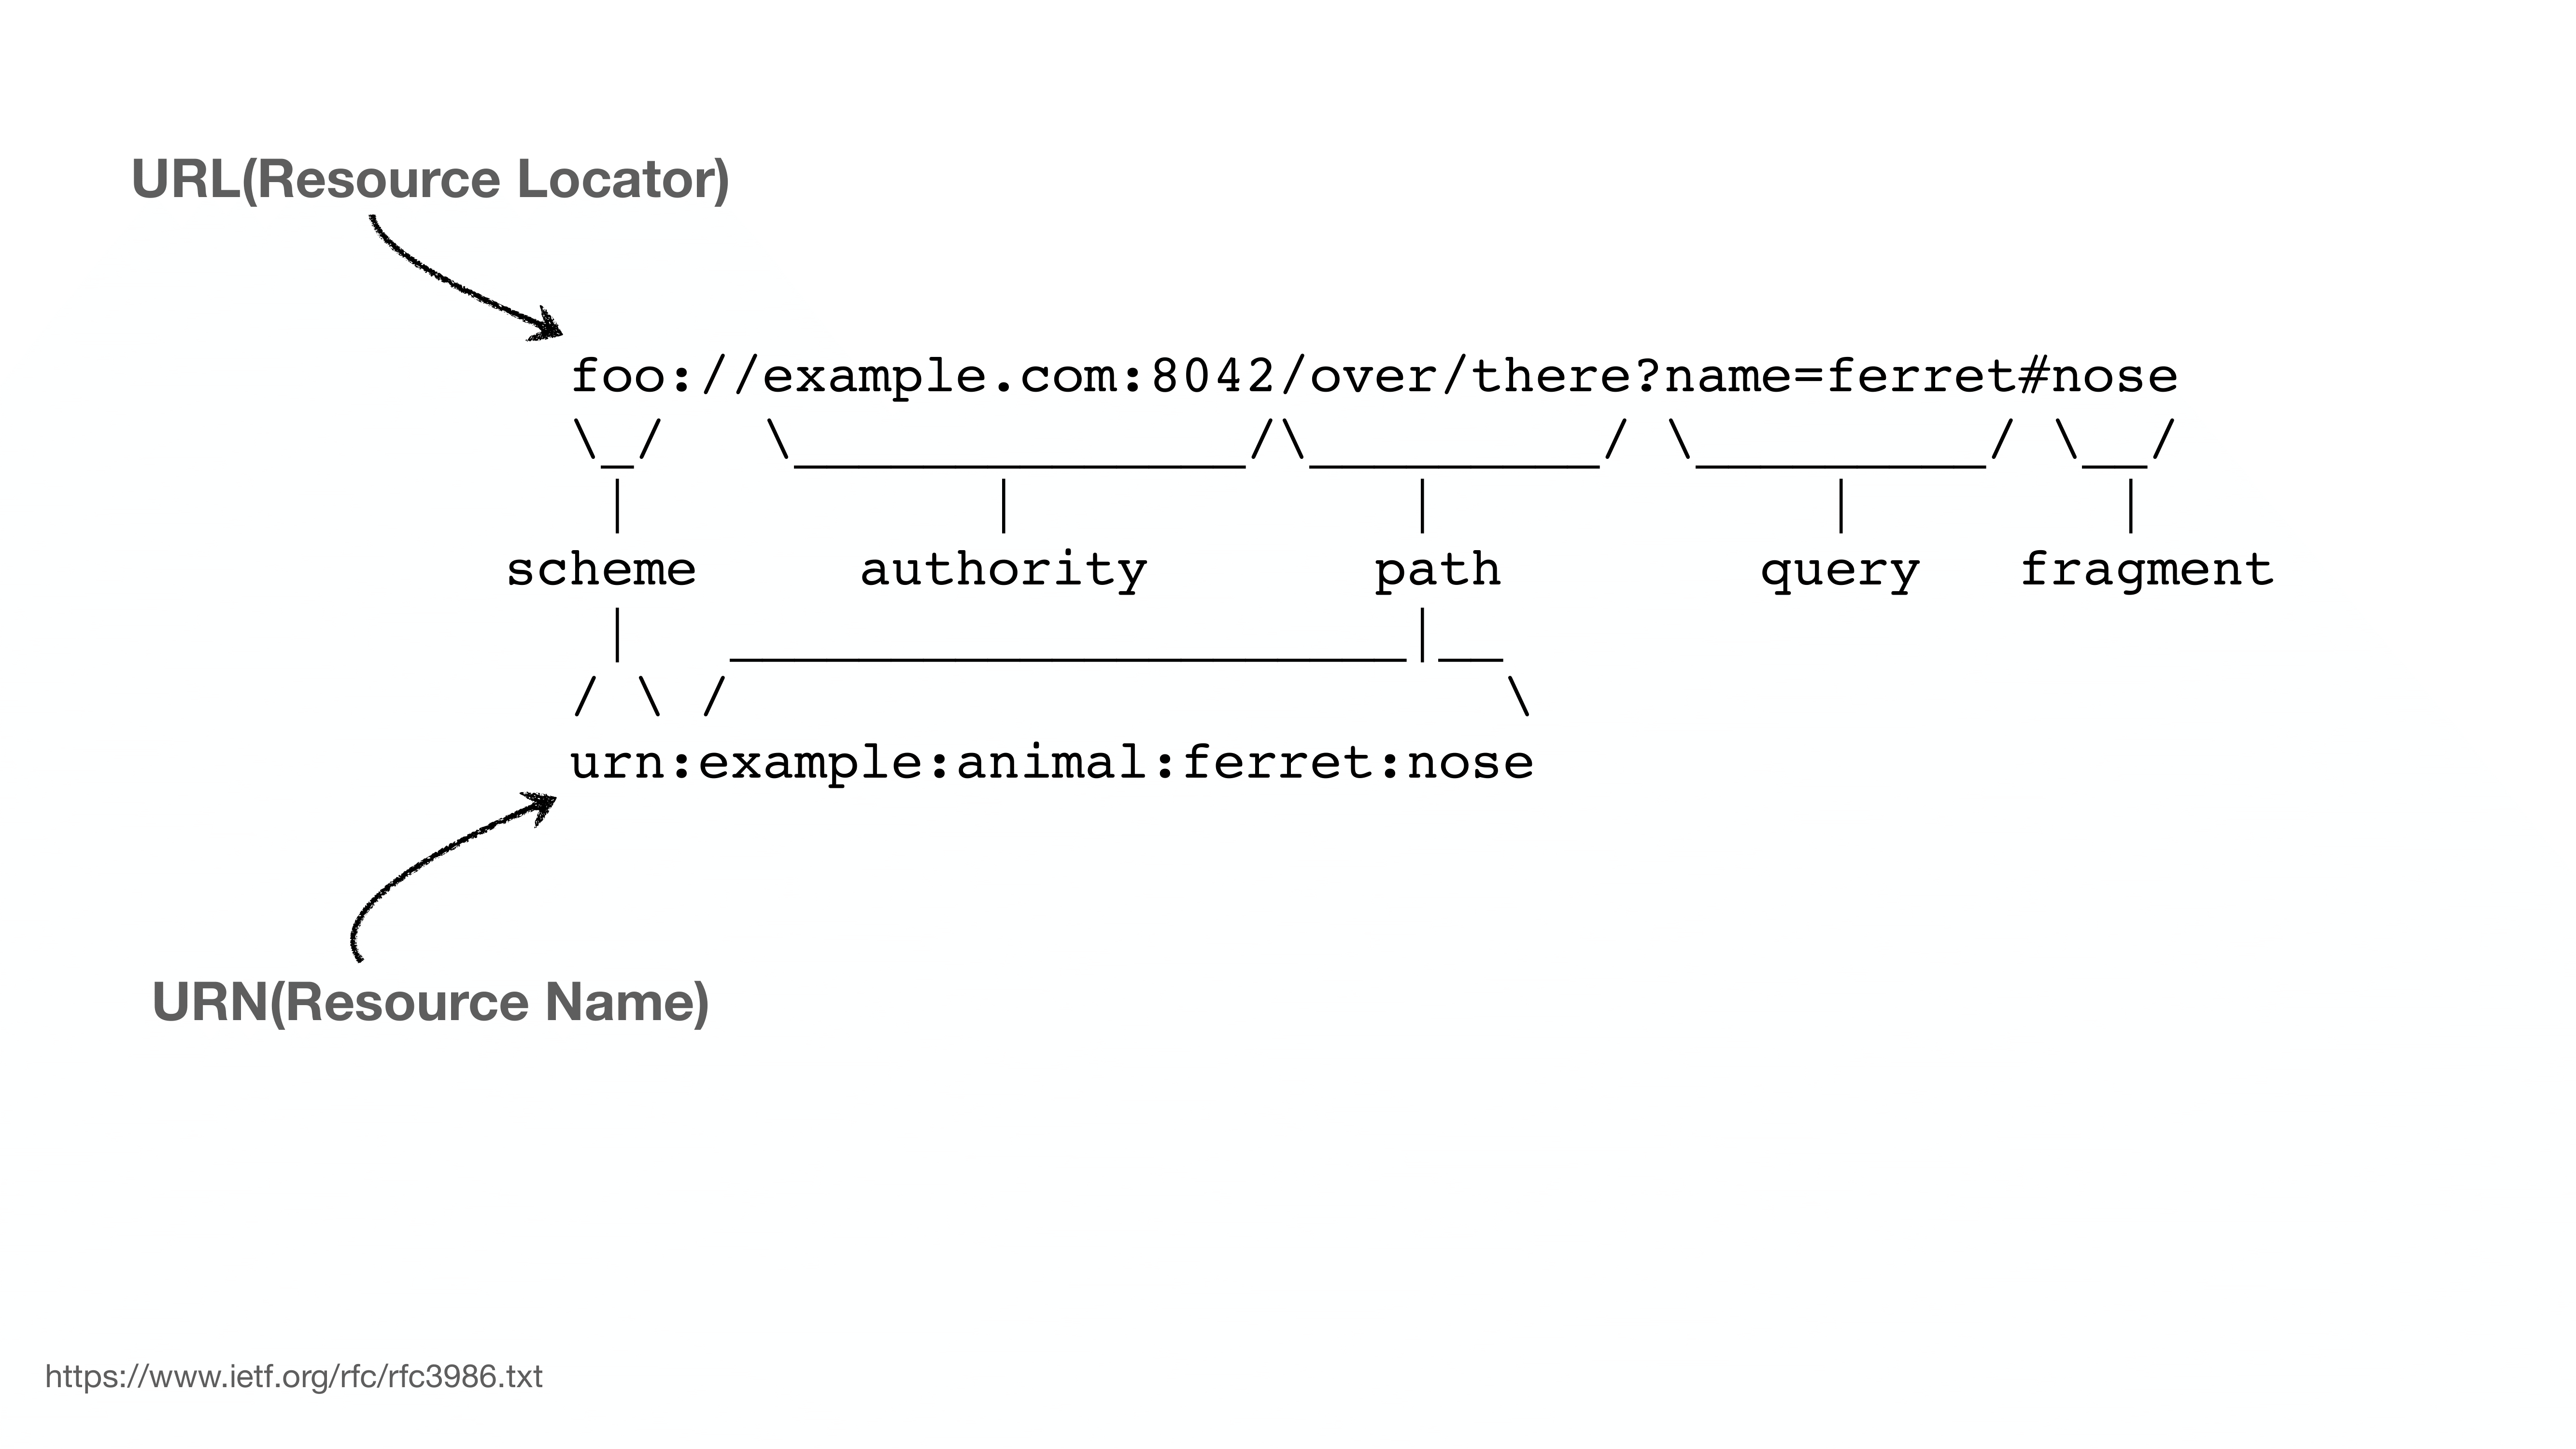 URL(Resource Locator)
foo://example.com:8042/over/there?name=ferret#nose
\_/   \______________/\_________/ \_________/ \__/
 |           |            |            |        |
scheme     authority       path        query   fragment
 |   _____________________|__
/ \ /                        \
urn:example:animal:ferret:nose
URN(Resource Name)
https://www.ietf.org/rfc/rfc3986.txt